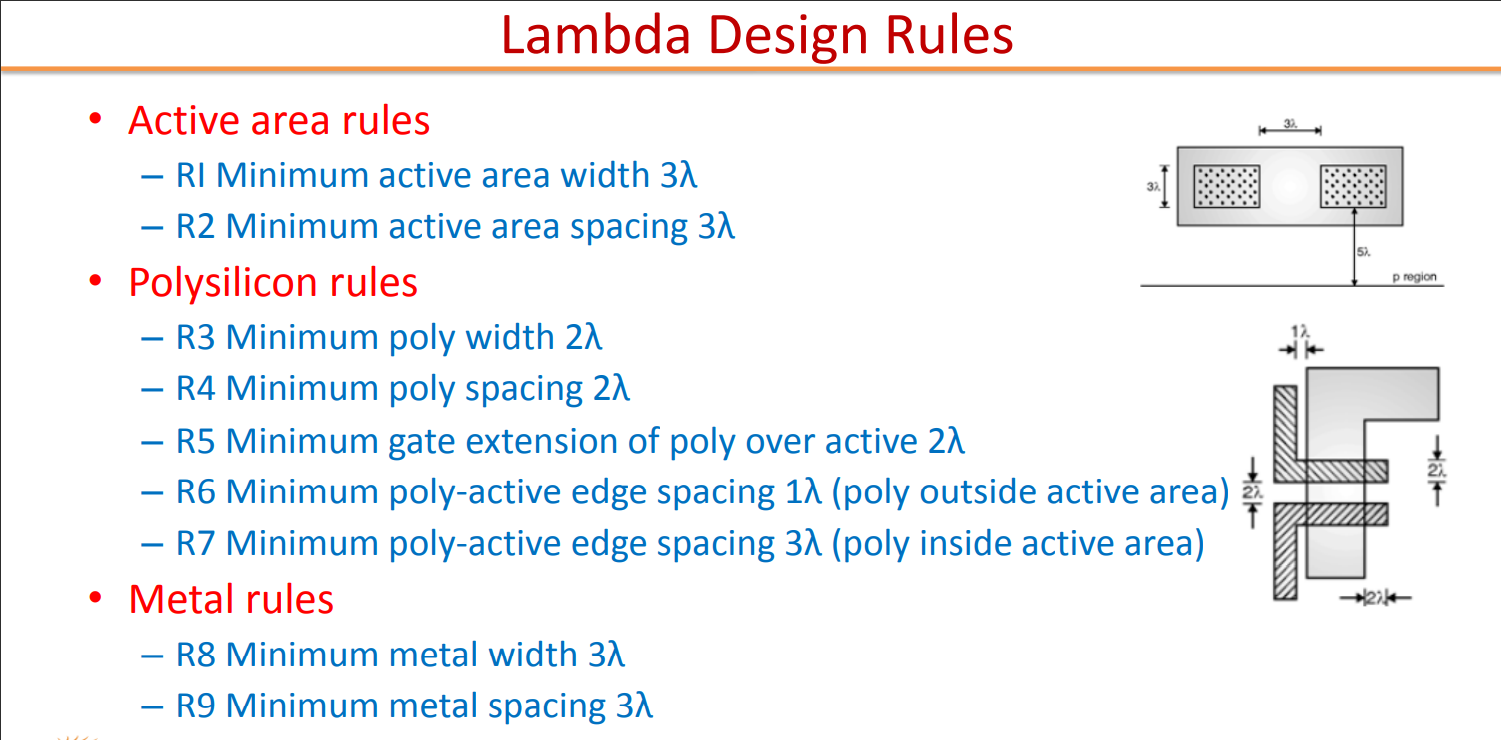 Lambda Design Rules
• Active area rules
– RI Minimum active area width 3λ
– R2 Minimum active area spacing 3λ
• Polysilicon rules
– R3 Minimum poly width 2λ
– R4 Minimum poly spacing 2λ
– R5 Minimum gate extension of poly over active 2λ
– R6 Minimum poly-active edge spacing 1λ (poly outside active area)
– R7 Minimum poly-active edge spacing 3λ (poly inside active area)
• Metal rules
– R8 Minimum metal width 3λ
– R9 Minimum metal spacing 3λ
3λ
3λ
5λ
p region
1λ
2λ
2λ
2λ